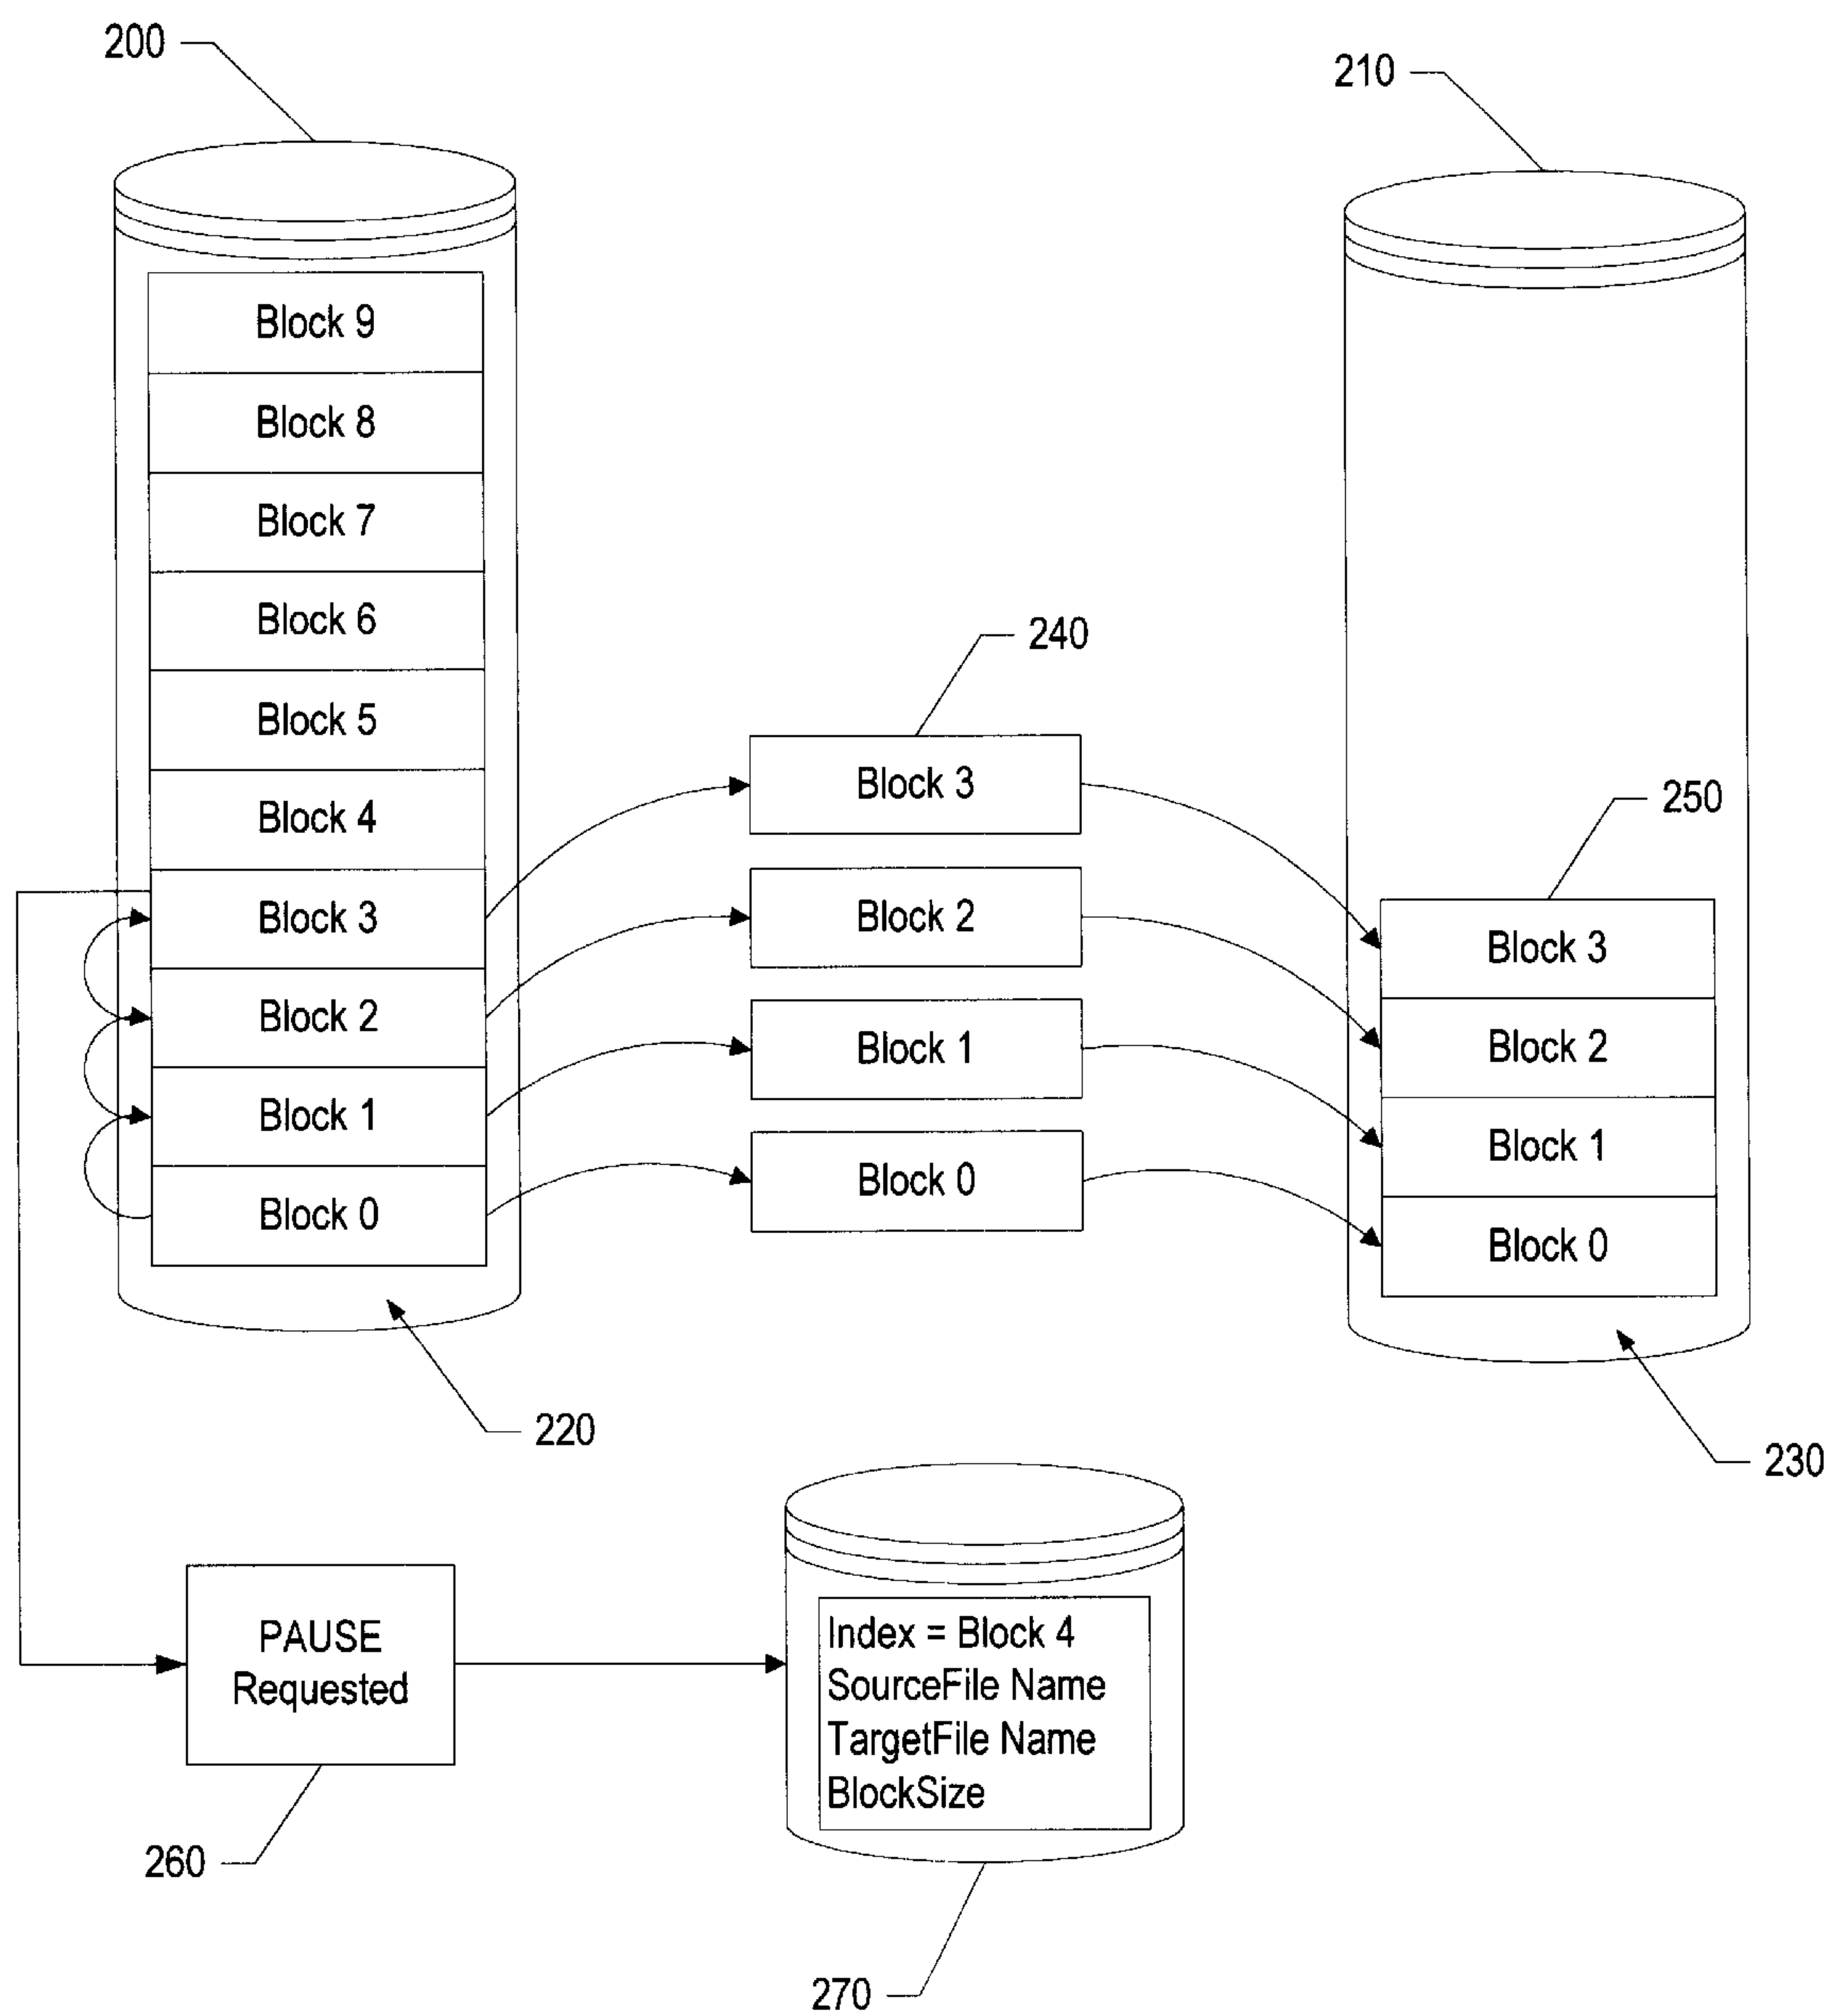 200
210
Block 9
Block 8
Block 7
Block 6
Block 5
Block 4
Block 3
Block 2
Block 1
Block 0
220
240
Block 3
Block 2
Block 1
Block 0
250
Block 3
Block 2
Block 1
Block 0
230
PAUSE
Requested
260
Index = Block 4
SourceFile Name
TargetFile Name
BlockSize
270